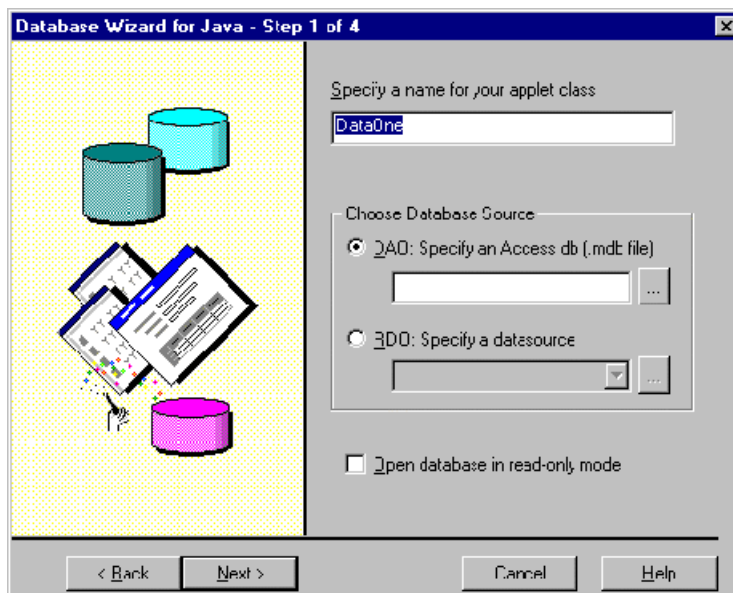 Database Wizard for Java - Step 1 of 4
Specify a name for your applet class
DataOne
Choose Database Source
DAO: Specify an Access db (.mdb file)
...
RDO: Specify a datasource
...
Open database in read-only mode
< Back
Next >
Cancel
Help